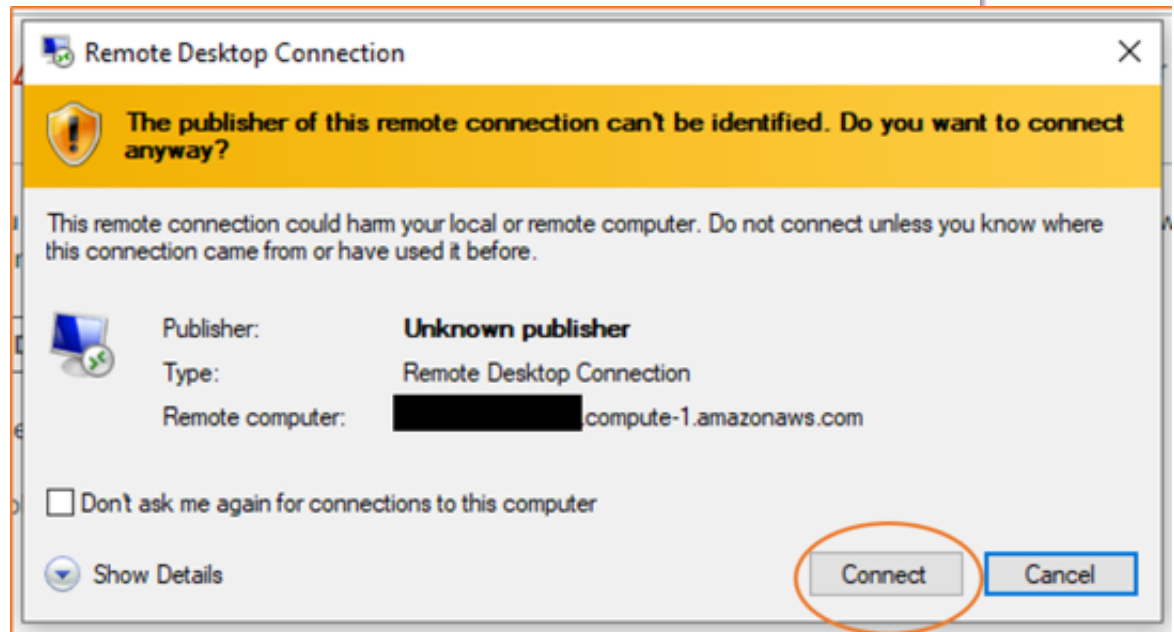 Remote Desktop Connection
The publisher of this remote connection can't be identified. Do you want to connect
anyway?
This remote connection could harm your local or remote computer. Do not connect unless you know where
this connection came from or have used it before.
Publisher: Unknown publisher
Type: Remote Desktop Connection
Remote computer: .compute-1.amazonaws.com
Don't ask me again for connections to this computer
Show Details Connect Cancel